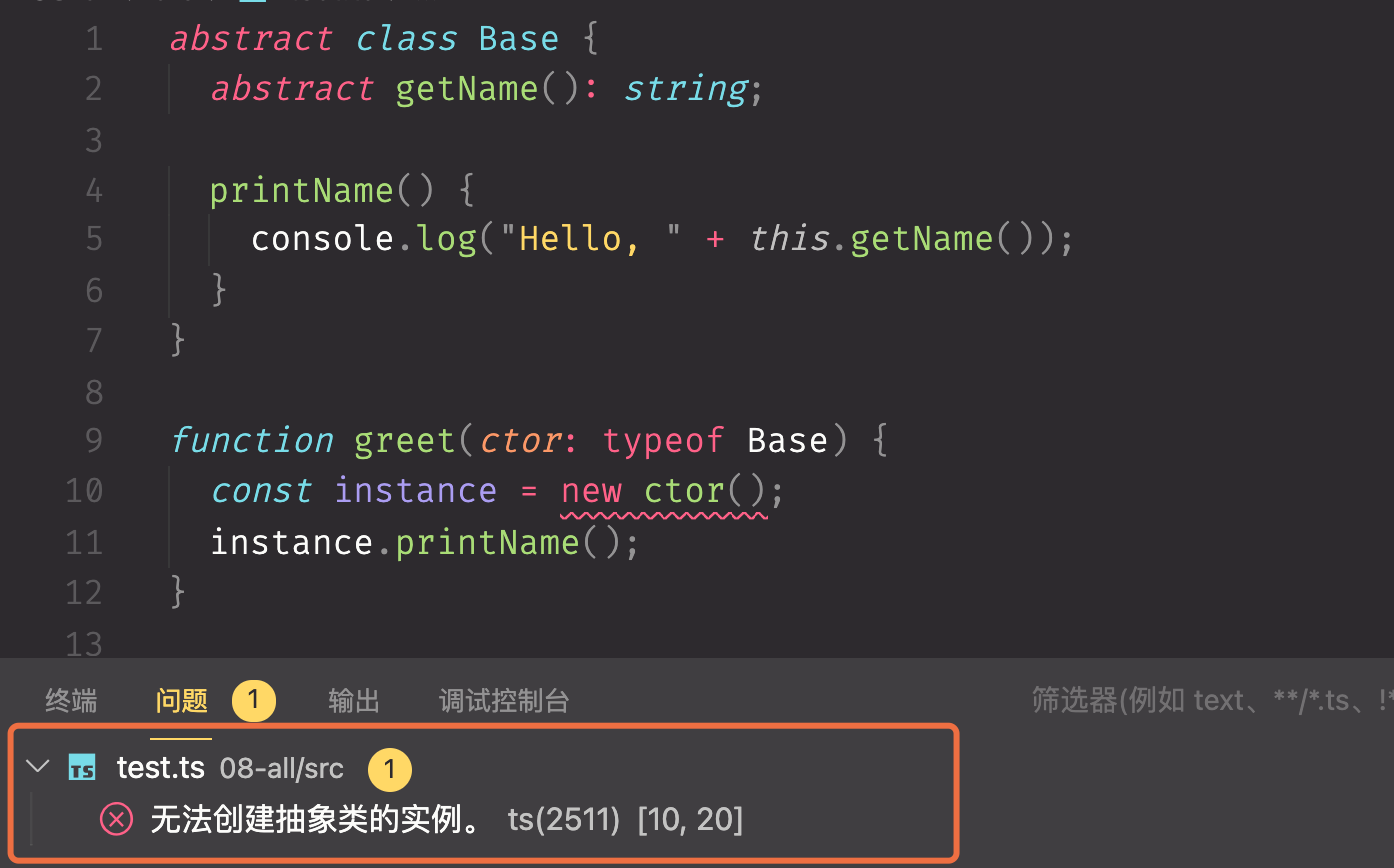 1 abstract class Base {
2 abstract getName(): string;
3
4 printName() {
5 console.log("Hello, " + this.getName());
6 }
7 }
8
9 function greet(ctor: typeof Base) {
10 const instance = new ctor();
11 instance.printName();
12 }
13
终端 问题 1 输出 调试控制台 筛选器(例如 text、**/*.ts、!*
TS test.ts 08-all/src 1
无法创建抽象类的实例。 ts(2511) [10, 20]